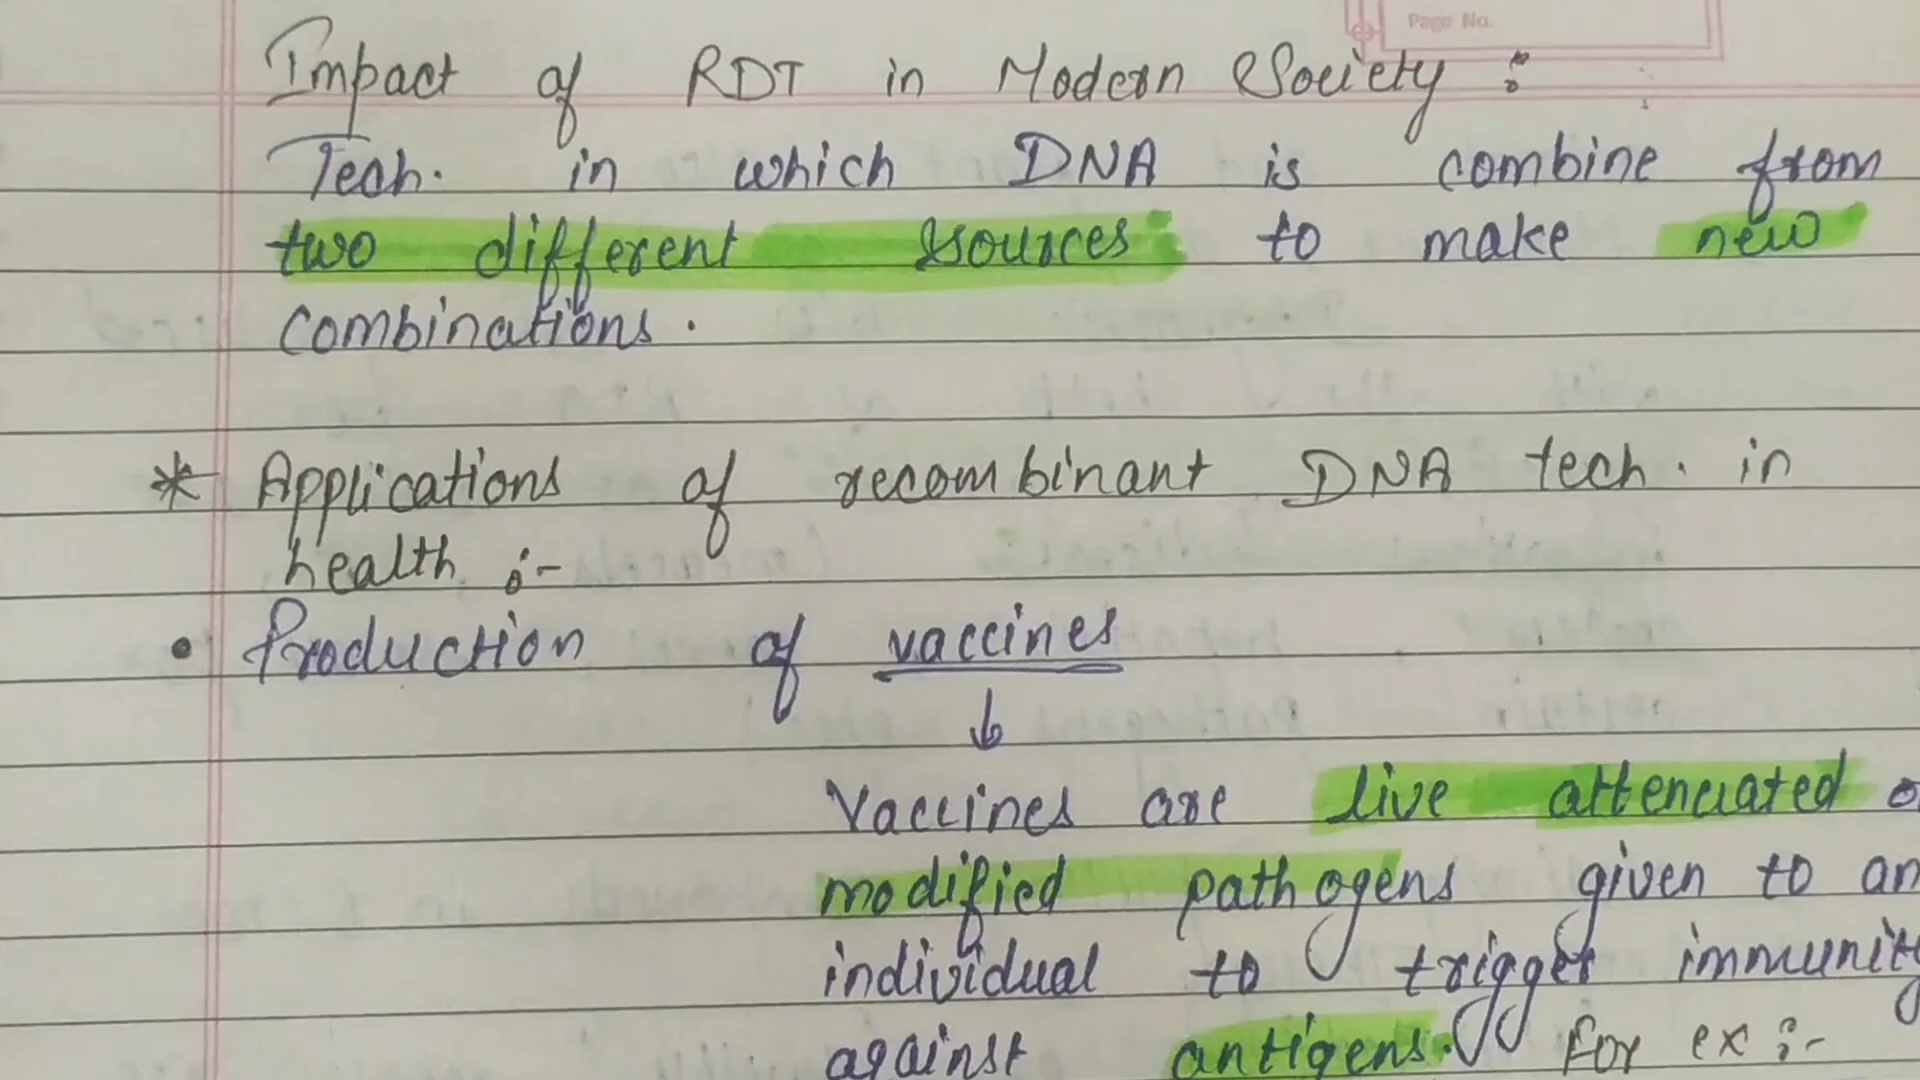 Page No.
Impact of RDT in Modern Society :
Tech. in which DNA is combine from
two different sources to make new
combinations.
* Applications of recombinant DNA tech. in
health :-
• Production of vaccines
↓
Vaccines are live attenuated
modified pathogens given to an
individual to trigger immunity
against antigens. For ex :-